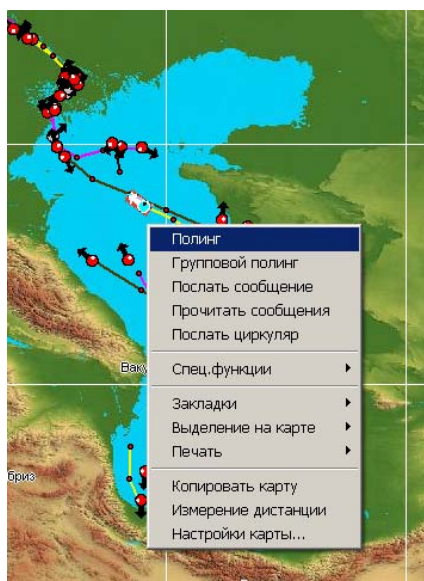 Полинг
Групповой полинг
Послать сообщение
Прочитать сообщения
Послать циркуляр
Баку
Спец.функции
Закладки
Выделение на карте
Печать
бриз
Копировать карту
Измерение дистанции
Настройки карты...